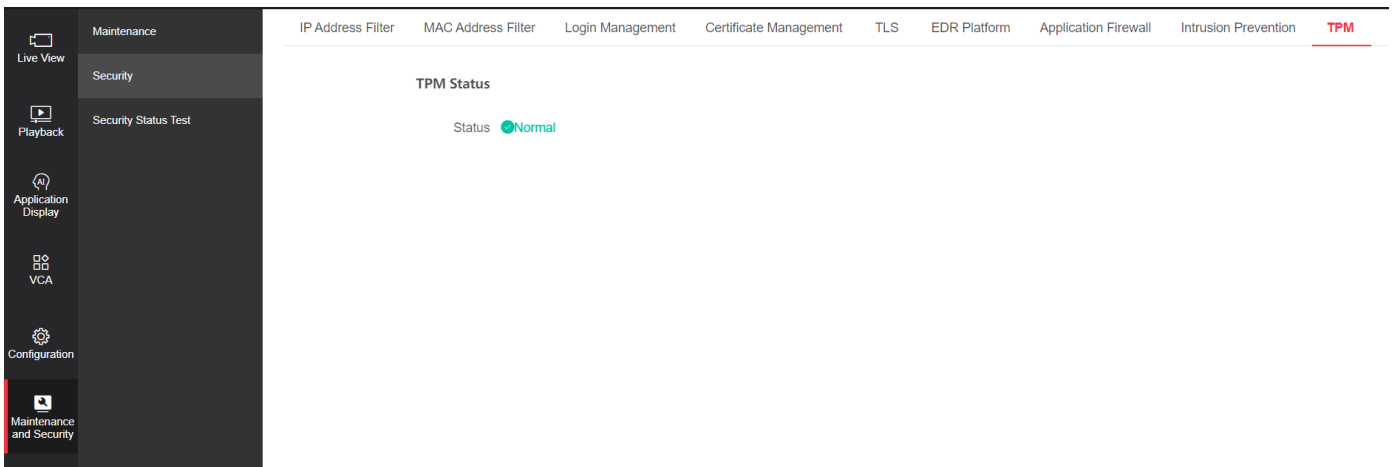 Live View
Playback
AI
Application
Display
VCA
Configuration
Maintenance
and Security
Maintenance
Security
Security Status Test
IP Address Filter MAC Address Filter Login Management Certificate Management TLS EDR Platform Application Firewall Intrusion Prevention TPM
TPM Status
Status Normal